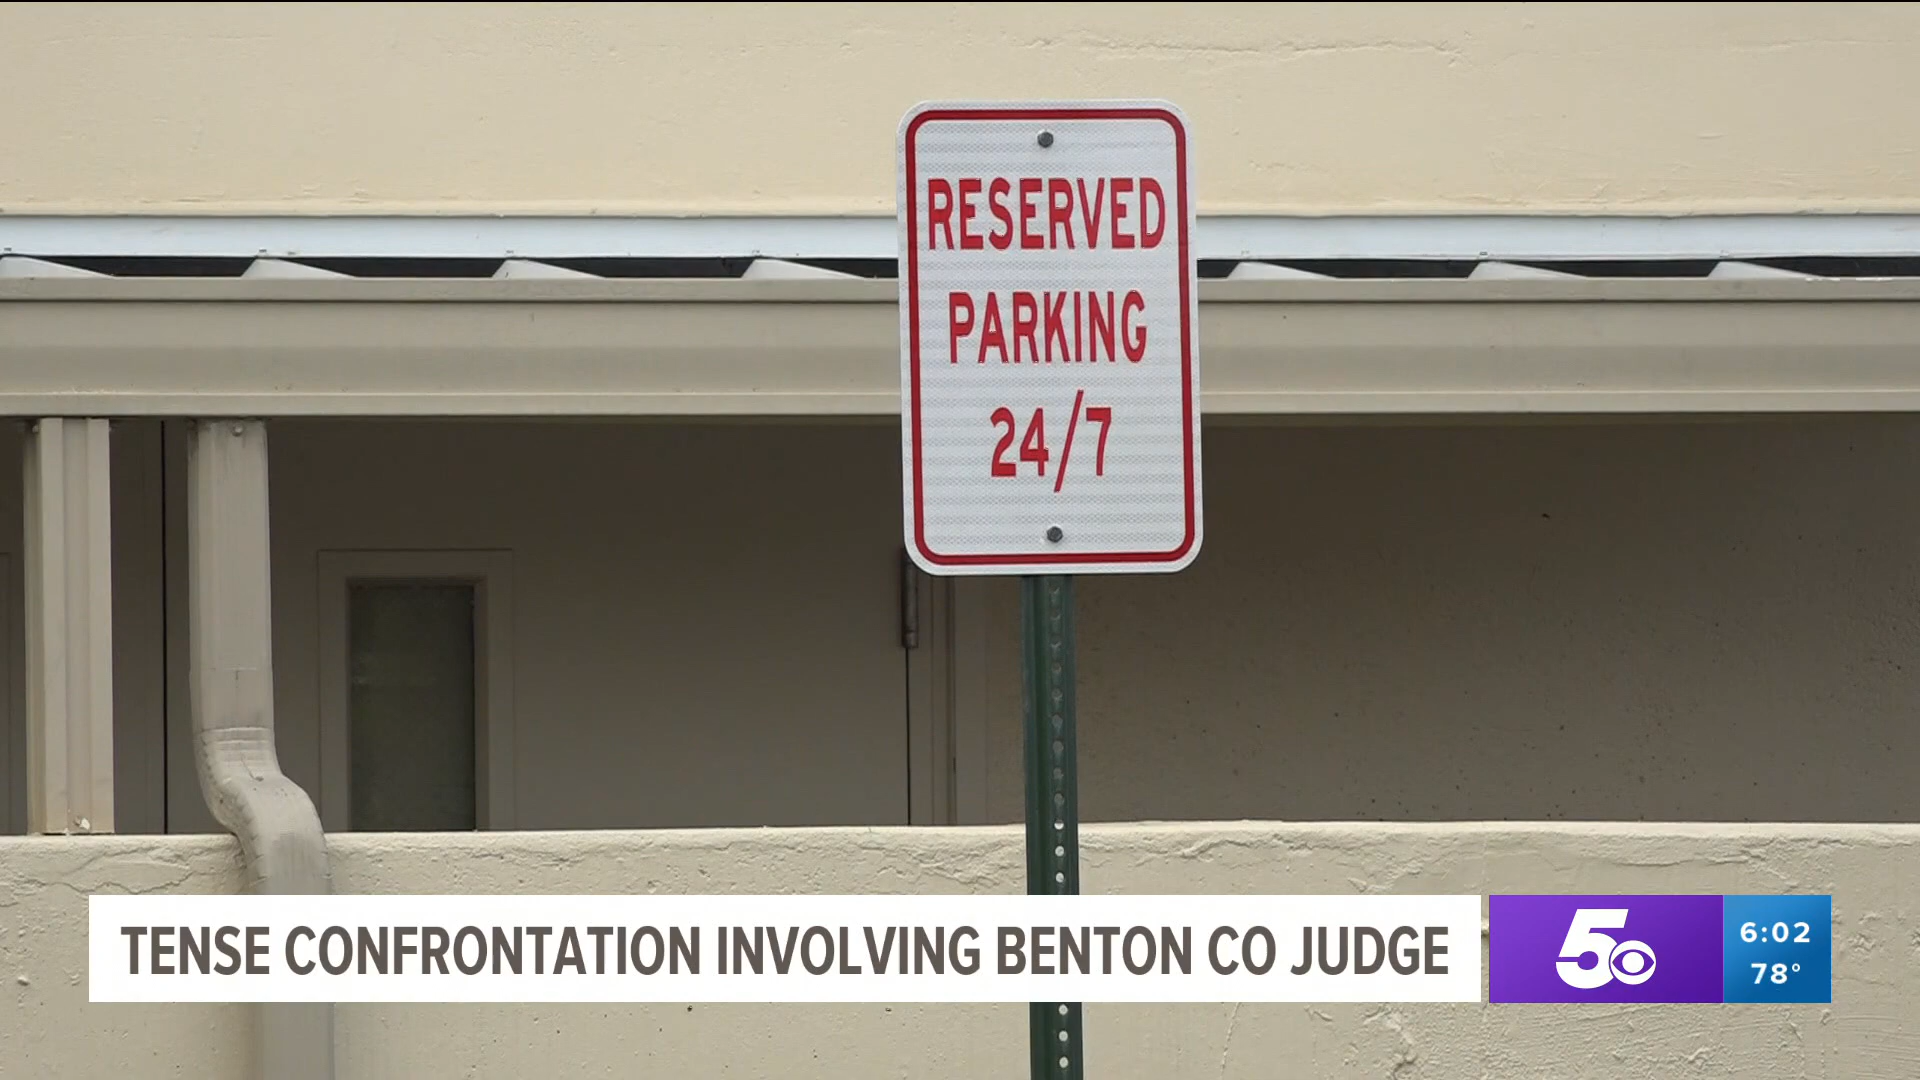 RESERVED
PARKING
24/7
TENSE CONFRONTATION INVOLVING BENTON CO JUDGE
5
6:02
78°